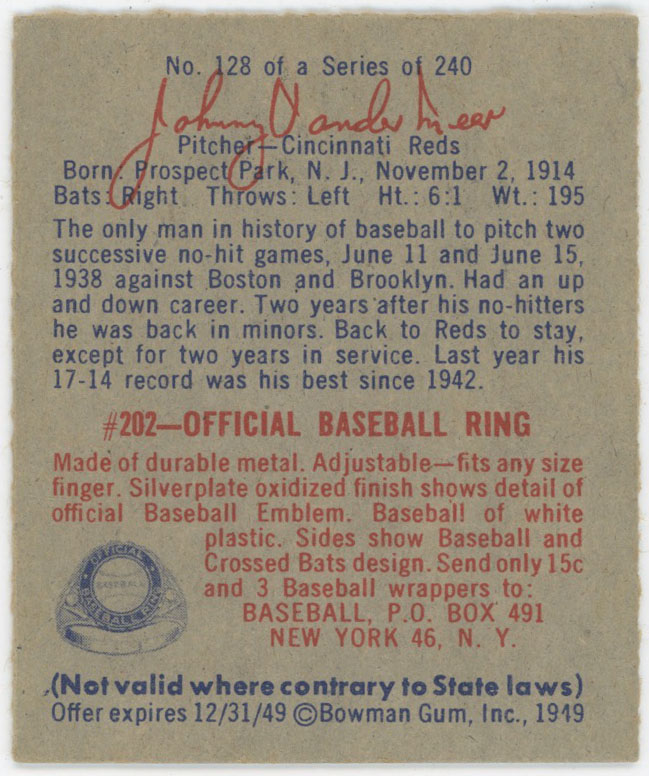 No. 128 of a Series of 240
Johnny Vander Meer
Pitcher—Cincinnati Reds
Born: Prospect Park, N. J., November 2, 1914
Bats: Right Throws: Left Ht.: 6:1 Wt.: 195
The only man in history of baseball to pitch two
successive no-hit games, June 11 and June 15,
1938 against Boston and Brooklyn. Had an up
and down career. Two years after his no-hitters
he was back in minors. Back to Reds to stay,
except for two years in service. Last year his
17-14 record was his best since 1942.
#202—OFFICIAL BASEBALL RING
Made of durable metal. Adjustable—fits any size
finger. Silverplate oxidized finish shows detail of
official Baseball Emblem. Baseball of white
plastic. Sides show Baseball and
Crossed Bats design. Send only 15c
and 3 Baseball wrappers to:
BASEBALL, P.O. BOX 491
NEW YORK 46, N. Y.
OFFICIAL
BASEBALL
BASEBALL RING
(Not valid where contrary to State laws)
Offer expires 12/31/49 ©Bowman Gum, Inc., 1949